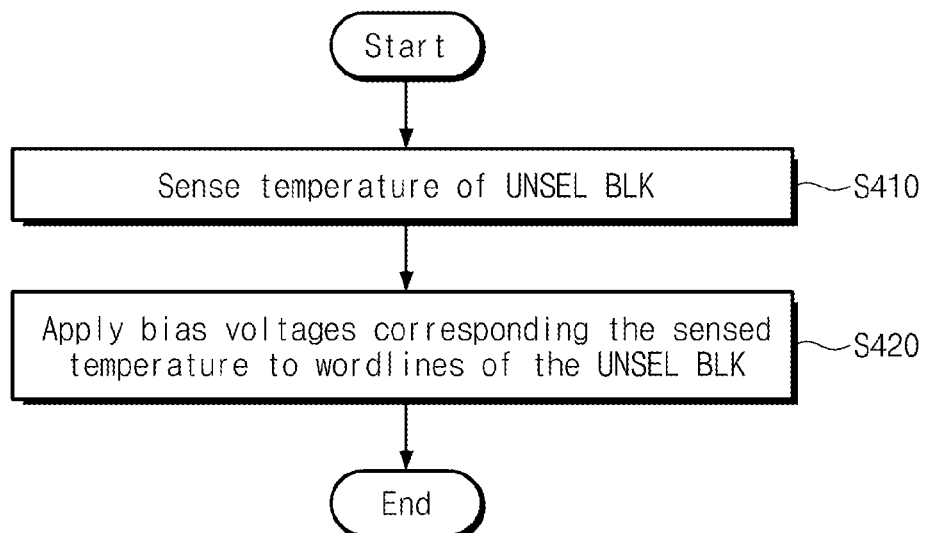 Start
Sense temperature of UNSEL BLK
S410
Apply bias voltages corresponding the sensed
temperature to wordlines of the UNSEL BLK
S420
End